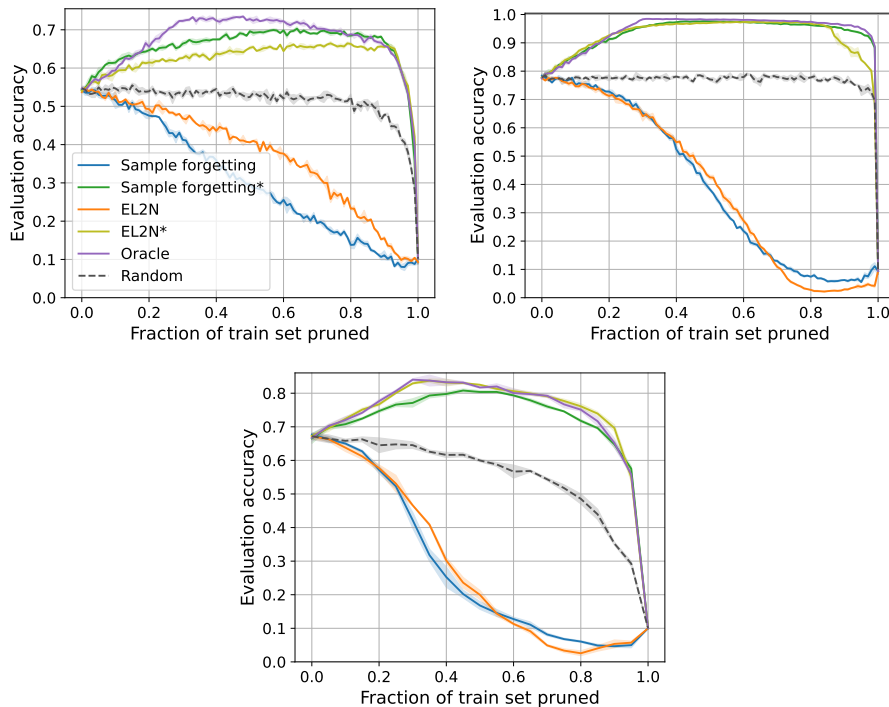 Evaluation accuracy
0.7
0.6
0.5
0.4
0.3
0.2
0.1
0.0
Sample forgetting
Sample forgetting*
EL2N
EL2N*
Oracle
Random
0.0 0.2 0.4 0.6 0.8 1.0
Fraction of train set pruned
Evaluation accuracy
1.0
0.9
0.8
0.7
0.6
0.5
0.4
0.3
0.2
0.1
0.0
0.0 0.2 0.4 0.6 0.8 1.0
Fraction of train set pruned
Evaluation accuracy
0.8
0.7
0.6
0.5
0.4
0.3
0.2
0.1
0.0
0.0 0.2 0.4 0.6 0.8 1.0
Fraction of train set pruned